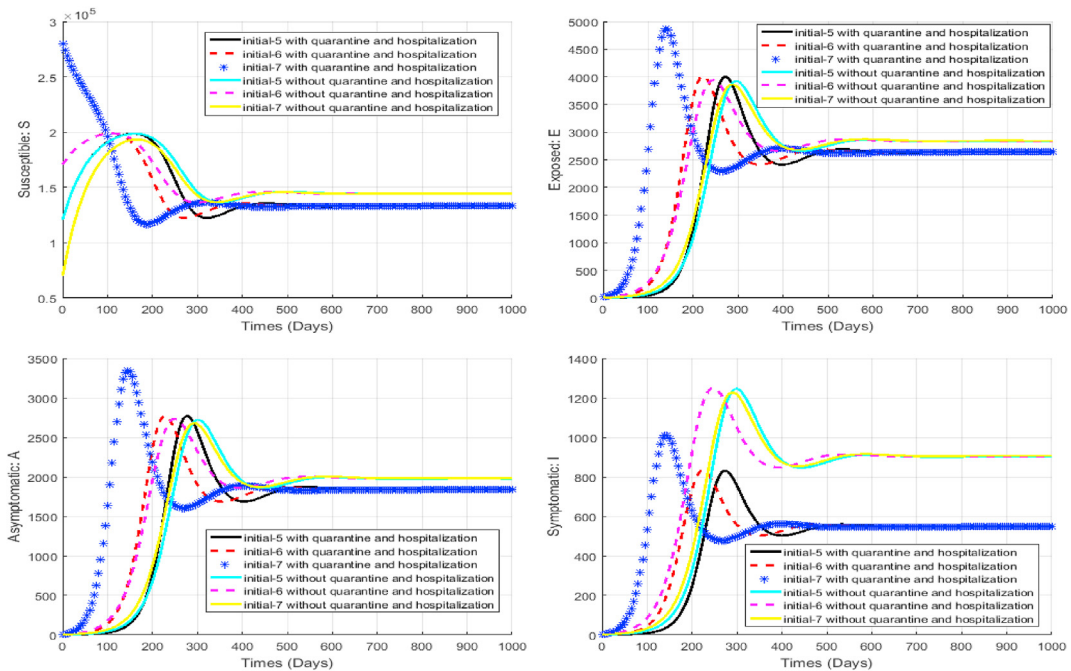 × 10^5
3
2.5
2
1.5
1
0.5
0 100 200 300 400 500 600 700 800 900 1000
Susceptible: S
Times (Days)
initial-5 with quarantine and hospitalization
initial-6 with quarantine and hospitalization
initial-7 with quarantine and hospitalization
initial-5 without quarantine and hospitalization
initial-6 without quarantine and hospitalization
initial-7 without quarantine and hospitalization
5000
4500
4000
3500
3000
2500
2000
1500
1000
500
0
0 100 200 300 400 500 600 700 800 900 1000
Exposed: E
Times (Days)
initial-5 with quarantine and hospitalization
initial-6 with quarantine and hospitalization
initial-7 with quarantine and hospitalization
initial-5 without quarantine and hospitalization
initial-6 without quarantine and hospitalization
initial-7 without quarantine and hospitalization
3500
3000
2500
2000
1500
1000
500
0
0 100 200 300 400 500 600 700 800 900 1000
Asymptomatic: A
Times (Days)
initial-5 with quarantine and hospitalization
initial-6 with quarantine and hospitalization
initial-7 with quarantine and hospitalization
initial-5 without quarantine and hospitalization
initial-6 without quarantine and hospitalization
initial-7 without quarantine and hospitalization
1400
1200
1000
800
600
400
200
0
0 100 200 300 400 500 600 700 800 900 1000
Symptomatic: I
Times (Days)
initial-5 with quarantine and hospitalization
initial-6 with quarantine and hospitalization
initial-7 with quarantine and hospitalization
initial-5 without quarantine and hospitalization
initial-6 without quarantine and hospitalization
initial-7 without quarantine and hospitalization